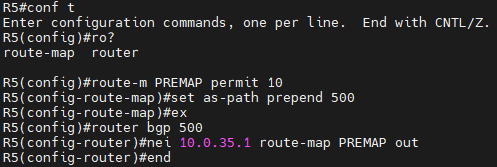 R5#conf t
Enter configuration commands, one per line.  End with CNTL/Z.
R5(config)#ro?
route-map  router

R5(config)#route-m PREMAP permit 10
R5(config-route-map)#set as-path prepend 500
R5(config-route-map)#ex
R5(config)#router bgp 500
R5(config-router)#nei 10.0.35.1 route-map PREMAP out
R5(config-router)#end